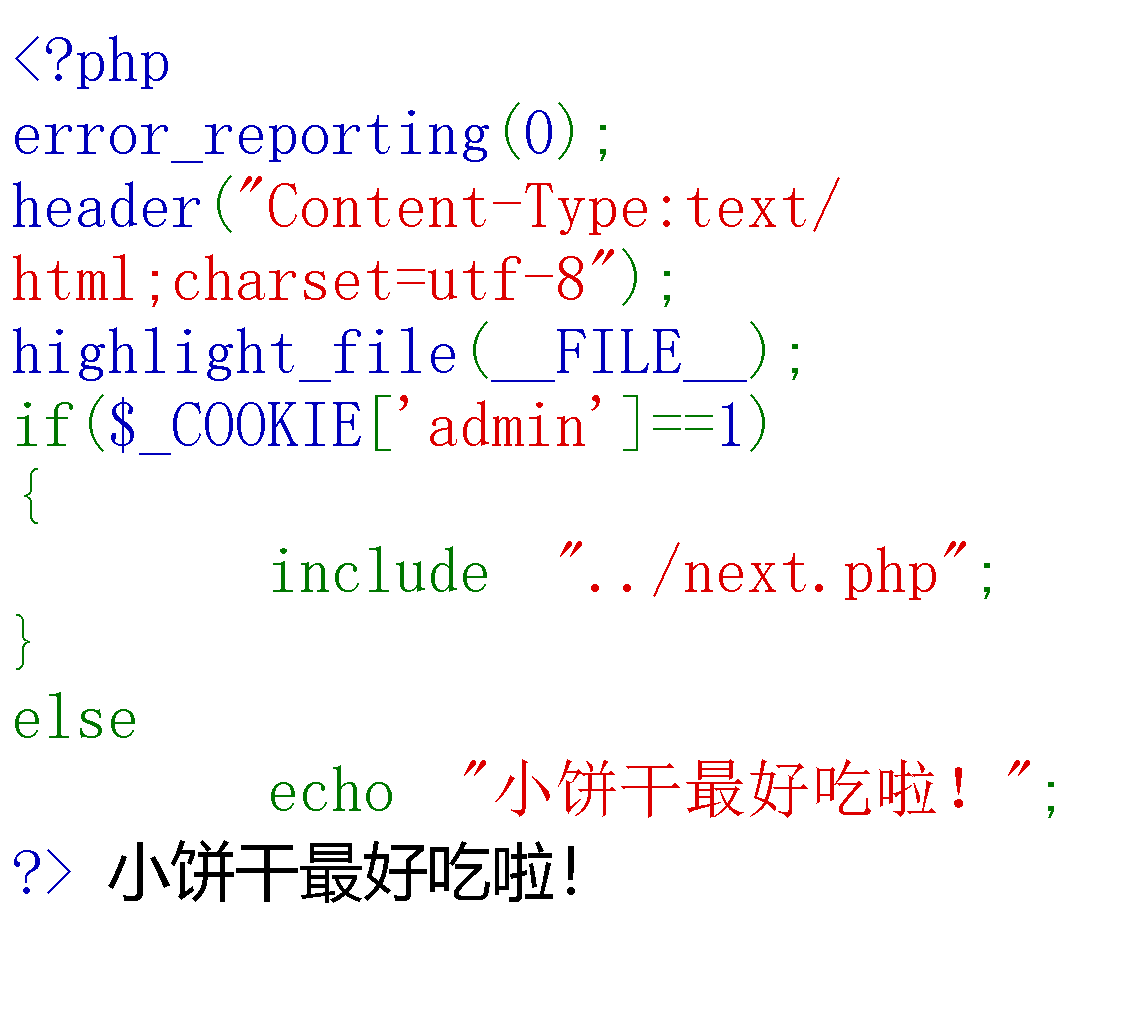 <?php
error_reporting(0);
header("Content-Type:text/
html;charset=utf-8");
highlight_file(__FILE__);
if($_COOKIE['admin']==1)
{
        include  "../next.php";
}
else
        echo  "小饼干最好吃啦！";
?> 小饼干最好吃啦！